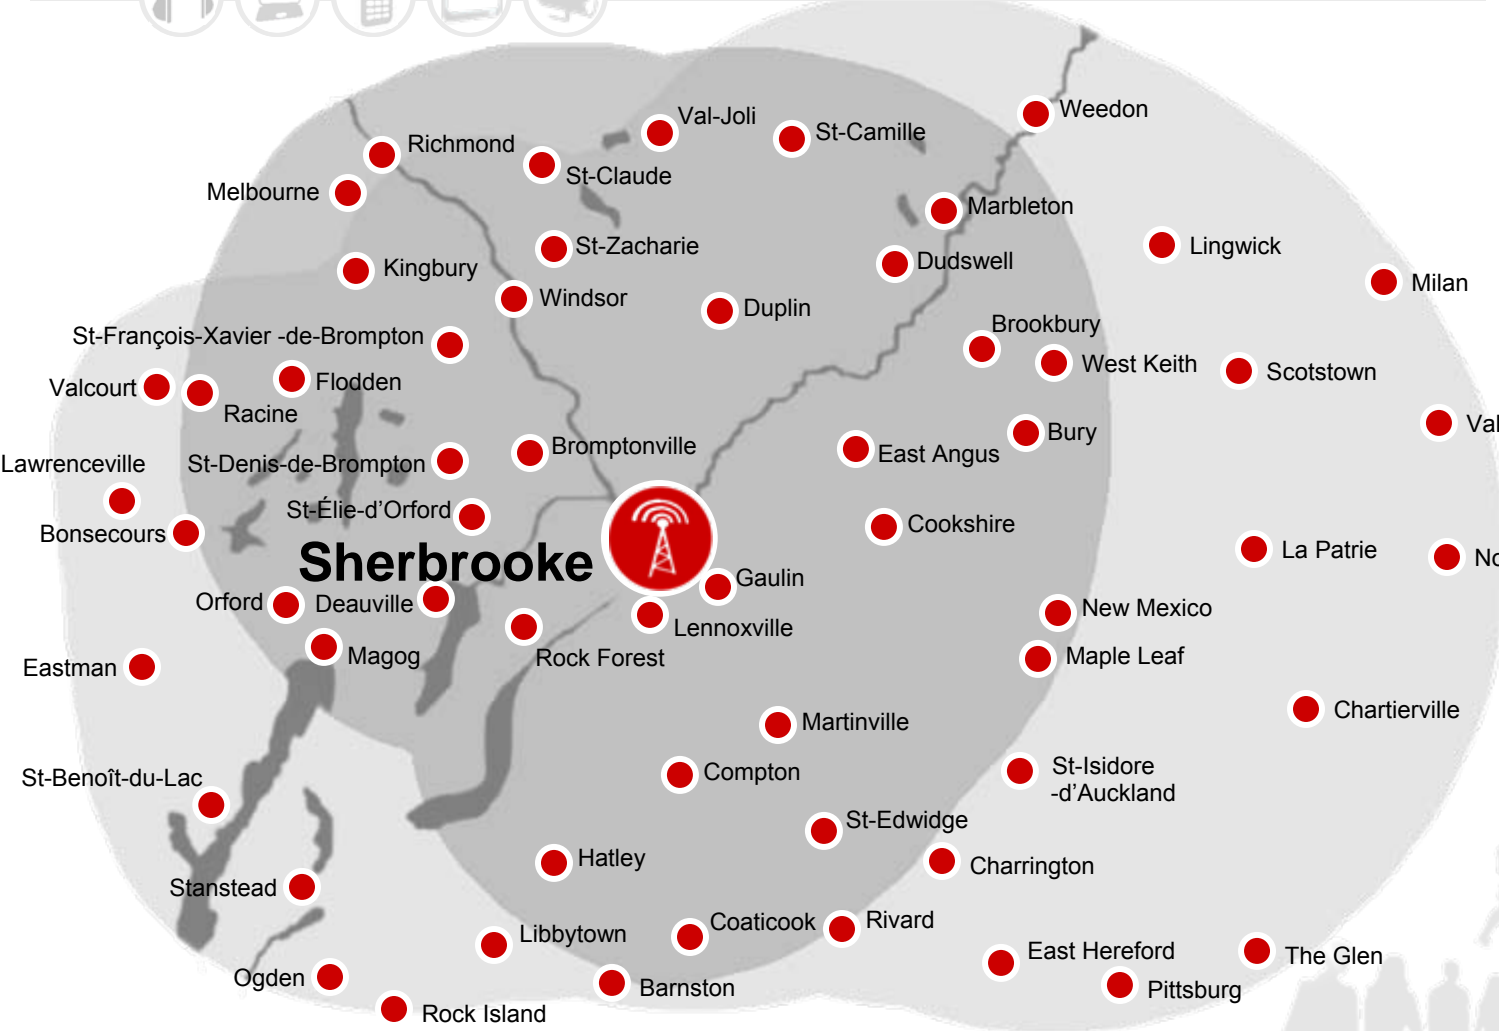 Weedon
Val-Joli
St-Camille
Richmond
St-Claude
Melbourne
Marbleton
St-Zacharie
Lingwick
Dudswell
Kingbury
Milan
Windsor
Duplin
Brookbury
St-François-Xavier -de-Brompton
West Keith
Scotstown
Flodden
Valcourt
Racine
Val
Bury
Bromptonville
East Angus
Lawrenceville
St-Denis-de-Brompton
St-Élie-d'Orford
Cookshire
Bonsecours
La Patrie
No
Sherbrooke
Gaulin
Orford
Deauville
New Mexico
Lennoxville
Magog
Rock Forest
Maple Leaf
Eastman
Chartierville
Martinville
St-Isidore
-d'Auckland
Compton
St-Benoît-du-Lac
St-Edwidge
Hatley
Charrington
Stanstead
Coaticook
Rivard
Libbytown
East Hereford
The Glen
Ogden
Barnston
Pittsburg
Rock Island